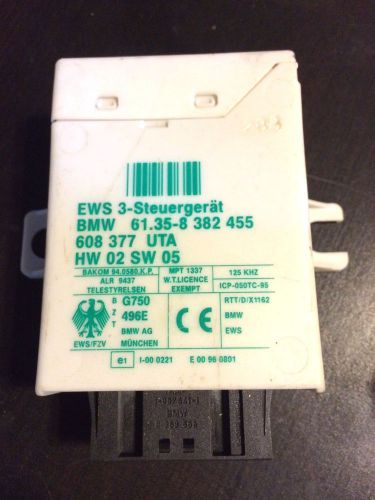 EWS 3-Steuergerät
BMW 61.35-8 382 455
608 377 UTA
HW 02 SW 05
BAKOM 94.0580.K.P.
ALR 9437
TELESTYRELSEN
MPT 1337
W.T.LICENCE
EXEMPT
125 KHZ
ICP-050TC-95
EWS/FZV
B
Z
T
G750
496E
BMW AG
MÜNCHEN
CE
RTT/D/X1162
BMW
EWS
e1
I-00 0221
E 00 96 0801
BMW